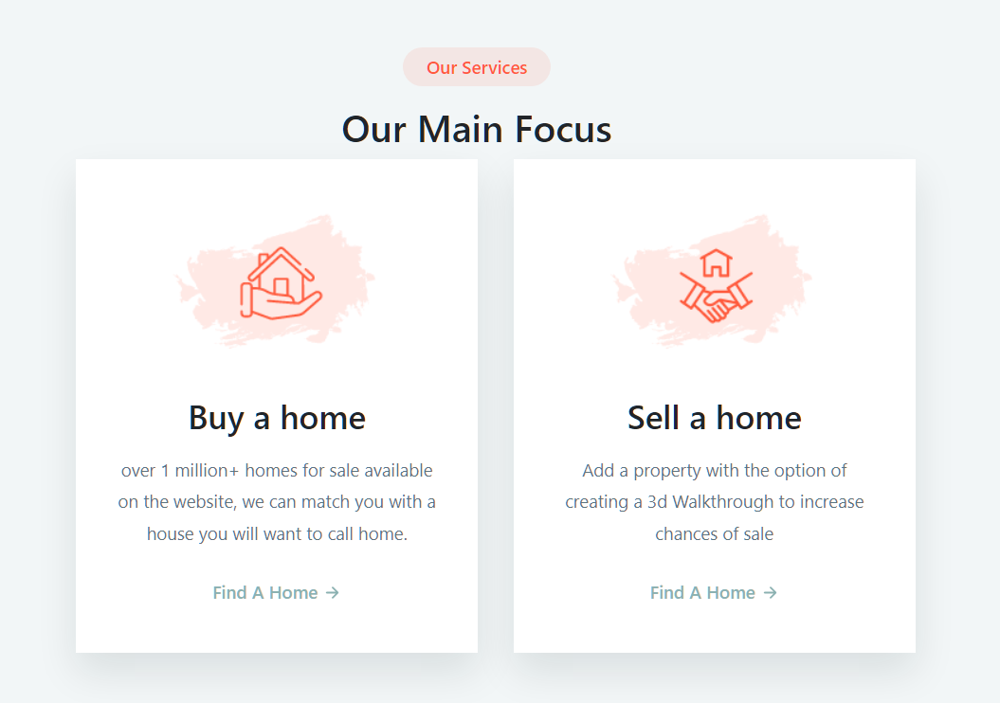 Our Services
Our Main Focus
Buy a home
over 1 million+ homes for sale available
on the website, we can match you with a
house you will want to call home.
Find A Home →
Sell a home
Add a property with the option of
creating a 3d Walkthrough to increase
chances of sale
Find A Home →